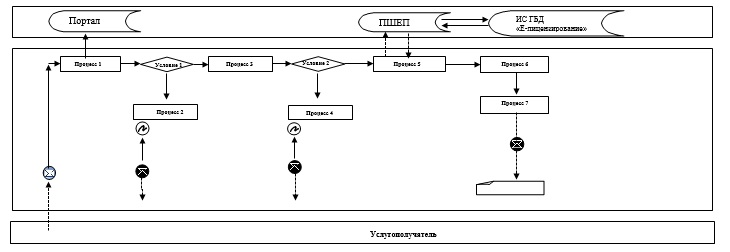 Портал
ПШЕП
ИС ГБД
«Е-лицензирование»
Процесс 1
Условие 1
Процесс 3
Условие 2
Процесс 5
Процесс 6
Процесс 2
Процесс 4
Процесс 7
Услугополучатель